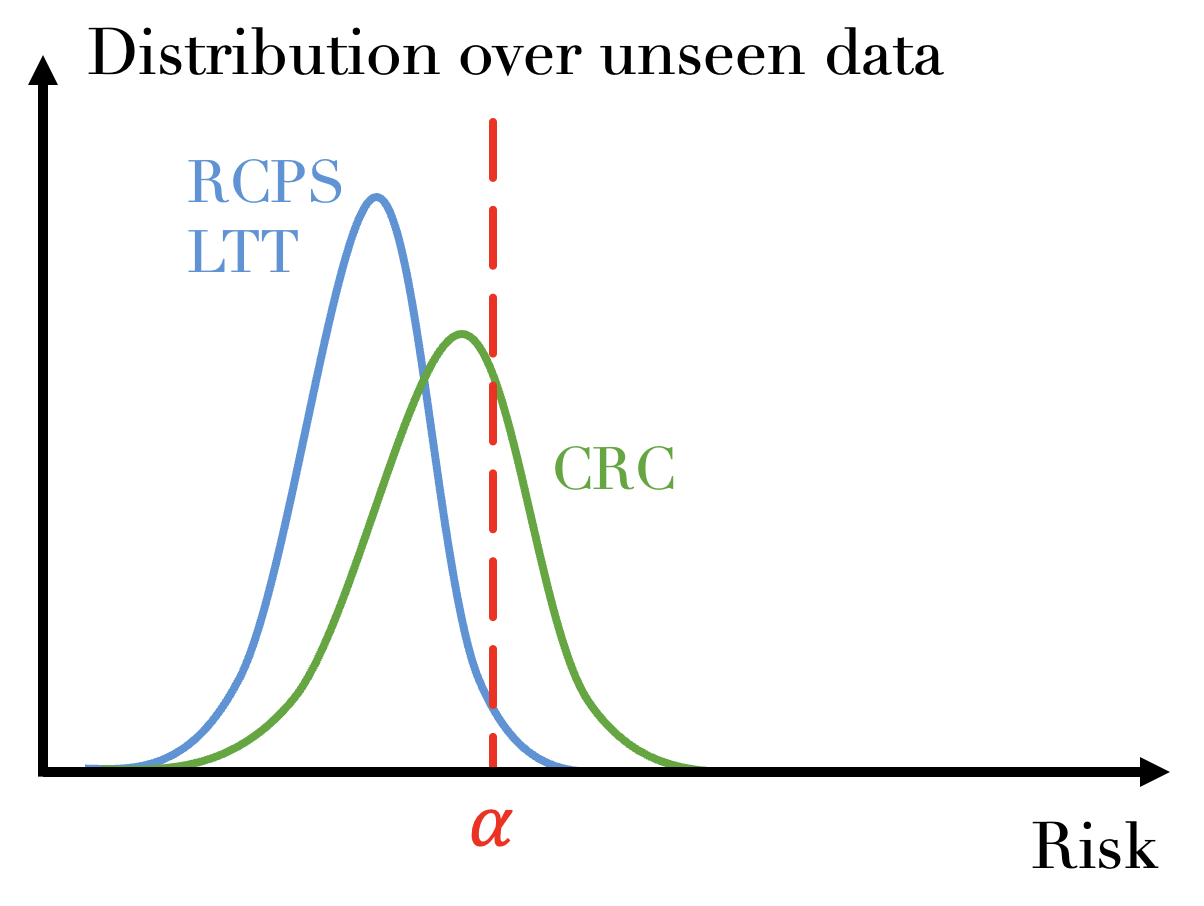 Distribution over unseen data
RCPS
LTT
CRC
α
Risk